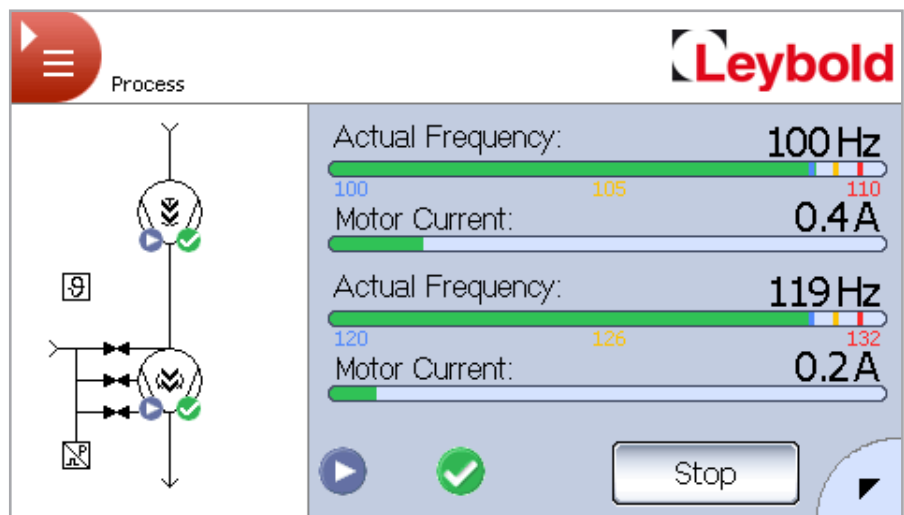 Process
Leybold
Actual Frequency: 100 Hz
100 105 110
Motor Current: 0.4 A
ϑ
Actual Frequency: 119 Hz
120 126 132
Motor Current: 0.2 A
P
Stop